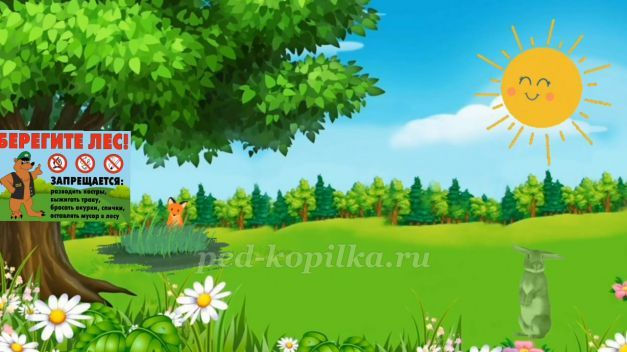 БЕРЕГИТЕ ЛЕС!
ЗАПРЕЩАЕТСЯ:
разводить костры,
выжигать траву,
бросать окурки, спички,
оставлять мусор в лесу
ped-kopilka.ru